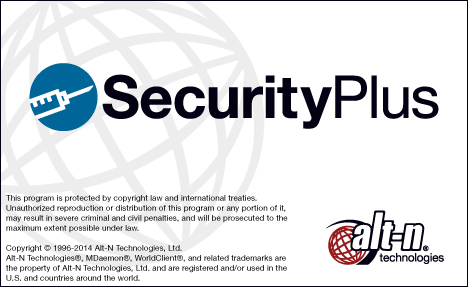 SecurityPlus
This program is protected by copyright law and international treaties.
Unauthorized reproduction or distribution of this program or any portion of it,
may result in severe criminal and civil penalties, and will be prosecuted to the
maximum extent possible under law.
Copyright © 1996-2014 Alt-N Technologies, Ltd.
Alt-N Technologies®, MDaemon®, WorldClient®, and related trademarks are
the property of Alt-N Technologies, Ltd. and are registered and/or used in the
U.S. and countries around the world.
alt-n®
technologies